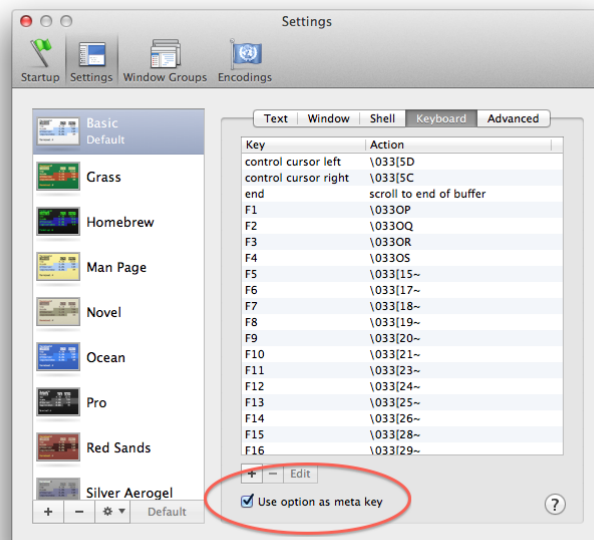 Settings
Startup Settings Window Groups Encodings
Basic
Default
Grass
Homebrew
Man Page
Novel
Ocean
Pro
Red Sands
Silver Aerogel
+ − Default
Text Window Shell Keyboard Advanced
Key Action
control cursor left \033[5D
control cursor right \033[5C
end scroll to end of buffer
F1 \033OP
F2 \033OQ
F3 \033OR
F4 \033OS
F5 \033[15~
F6 \033[17~
F7 \033[18~
F8 \033[19~
F9 \033[20~
F10 \033[21~
F11 \033[23~
F12 \033[24~
F13 \033[25~
F14 \033[26~
F15 \033[28~
F16 \033[29~
+ − Edit
Use option as meta key
?